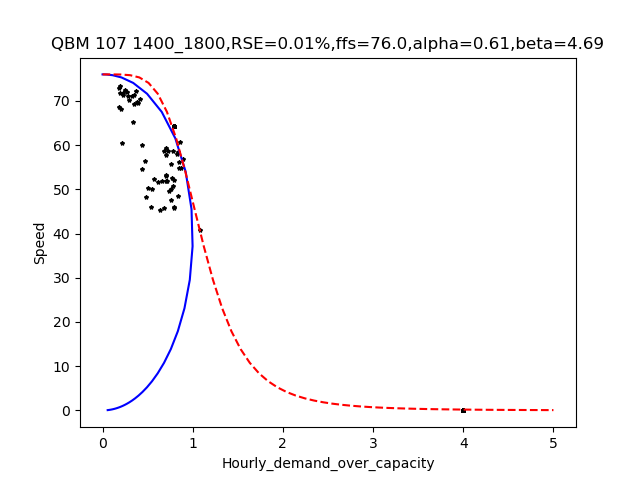 QBM 107 1400_1800,RSE=0.01%,ffs=76.0,alpha=0.61,beta=4.69
70
60
50
40
30
20
10
0
Speed
0 1 2 3 4 5
Hourly_demand_over_capacity